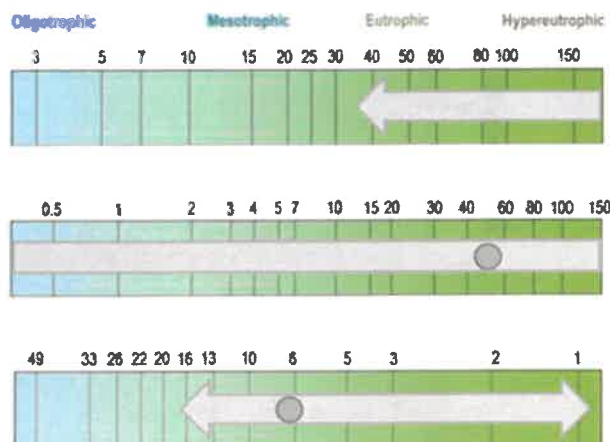 Oligotrophic Mesotrophic Eutrophic Hypereutrophic
3 5 7 10 15 20 25 30 40 50 60 80 100 150
0.5 1 2 3 4 5 7 10 15 20 30 40 60 80 100 150
49 33 26 22 20 16 13 10 6 5 3 2 1